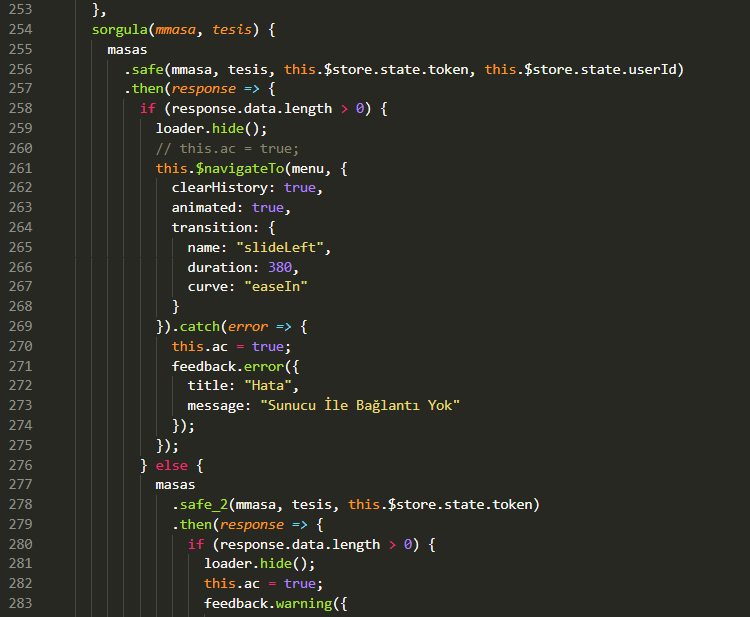 253 },
254 sorgula(mmasa, tesis) {
255 masas
256 .safe(mmasa, tesis, this.$store.state.token, this.$store.state.userId)
257 .then(response => {
258 if (response.data.length > 0) {
259 loader.hide();
260 // this.ac = true;
261 this.$navigateTo(menu, {
262 clearHistory: true,
263 animated: true,
264 transition: {
265 name: "slideLeft",
266 duration: 380,
267 curve: "easeIn"
268 }
269 }).catch(error => {
270 this.ac = true;
271 feedback.error({
272 title: "Hata",
273 message: "Sunucu İle Bağlantı Yok"
274 });
275 });
276 } else {
277 masas
278 .safe_2(mmasa, tesis, this.$store.state.token)
279 .then(response => {
280 if (response.data.length > 0) {
281 loader.hide();
282 this.ac = true;
283 feedback.warning({